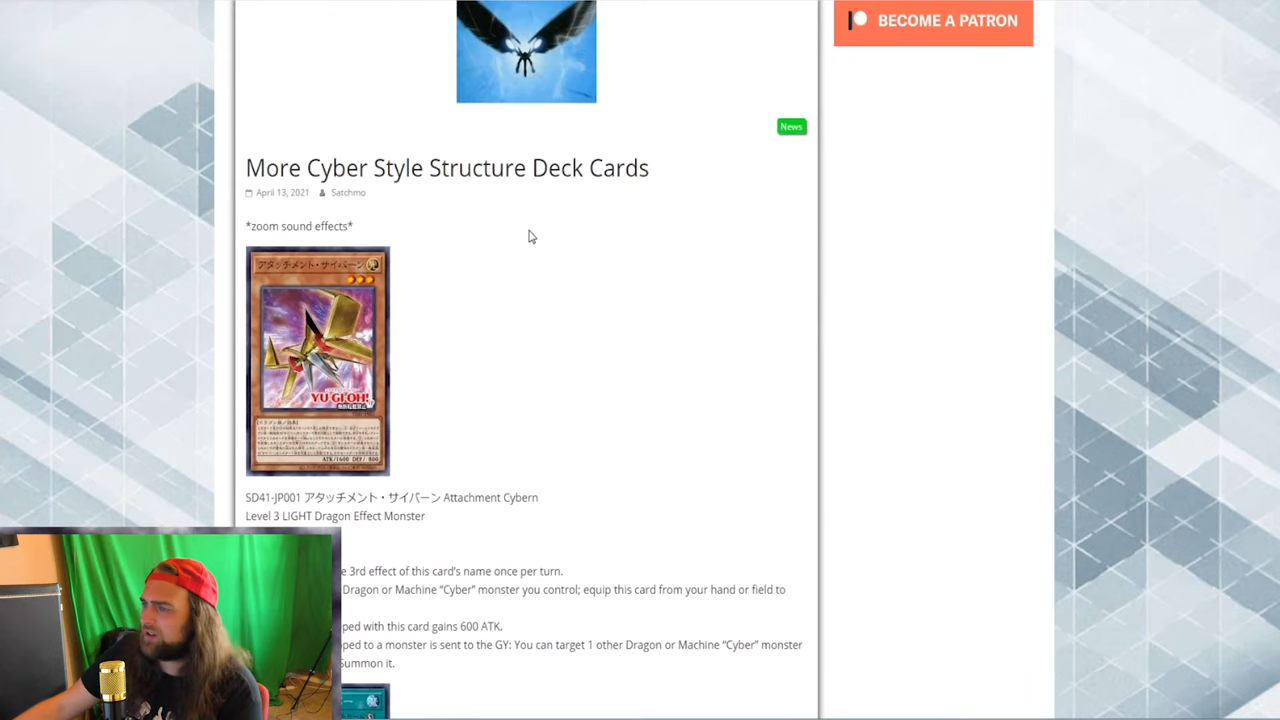 BECOME A PATRON
News
More Cyber Style Structure Deck Cards
April 13, 2021 Satchmo
*zoom sound effects*
アタッチメント・サイバーン
YU-GI-OH!
ATK/1600 DEF/ 800
SD41-JP001 アタッチメント・サイバーン Attachment Cybern
Level 3 LIGHT Dragon Effect Monster
e 3rd effect of this card’s name once per turn.
Dragon or Machine “Cyber” monster you control; equip this card from your hand or field to
ped with this card gains 600 ATK.
pped to a monster is sent to the GY: You can target 1 other Dragon or Machine “Cyber” monster
Summon it.